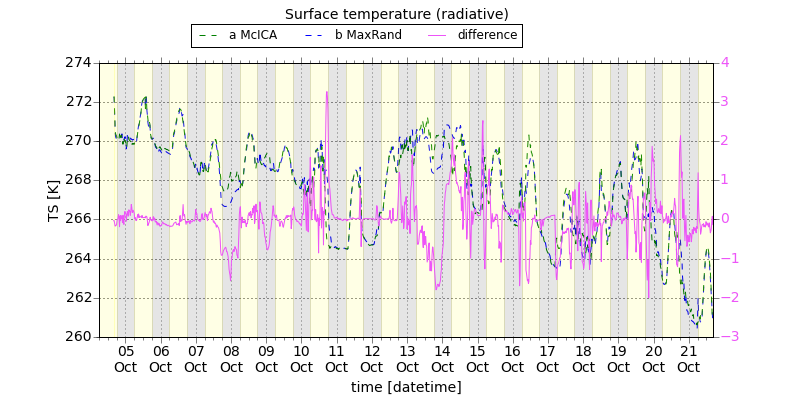 Surface temperature (radiative)
a McICA b MaxRand difference
274 4
272 3
270 2
268 1
266 0
264 −1
262 −2
260 −3
TS [K]
05 06 07 08 09 10 11 12 13 14 15 16 17 18 19 20 21
Oct Oct Oct Oct Oct Oct Oct Oct Oct Oct Oct Oct Oct Oct Oct Oct Oct
time [datetime]